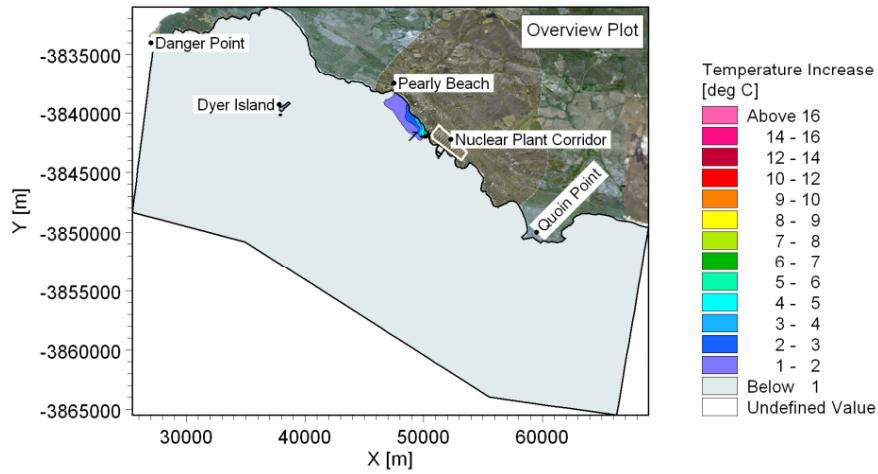 Overview Plot
Danger Point
Pearly Beach
Dyer Island
Nuclear Plant Corridor
Quoin Point
-3835000
-3840000
-3845000
-3850000
-3855000
-3860000
-3865000
Y [m]
30000
40000
50000
60000
X [m]
Temperature Increase
[deg C]
Above 16
14 - 16
12 - 14
10 - 12
9 - 10
8 - 9
7 - 8
6 - 7
5 - 6
4 - 5
3 - 4
2 - 3
1 - 2
Below 1
Undefined Value